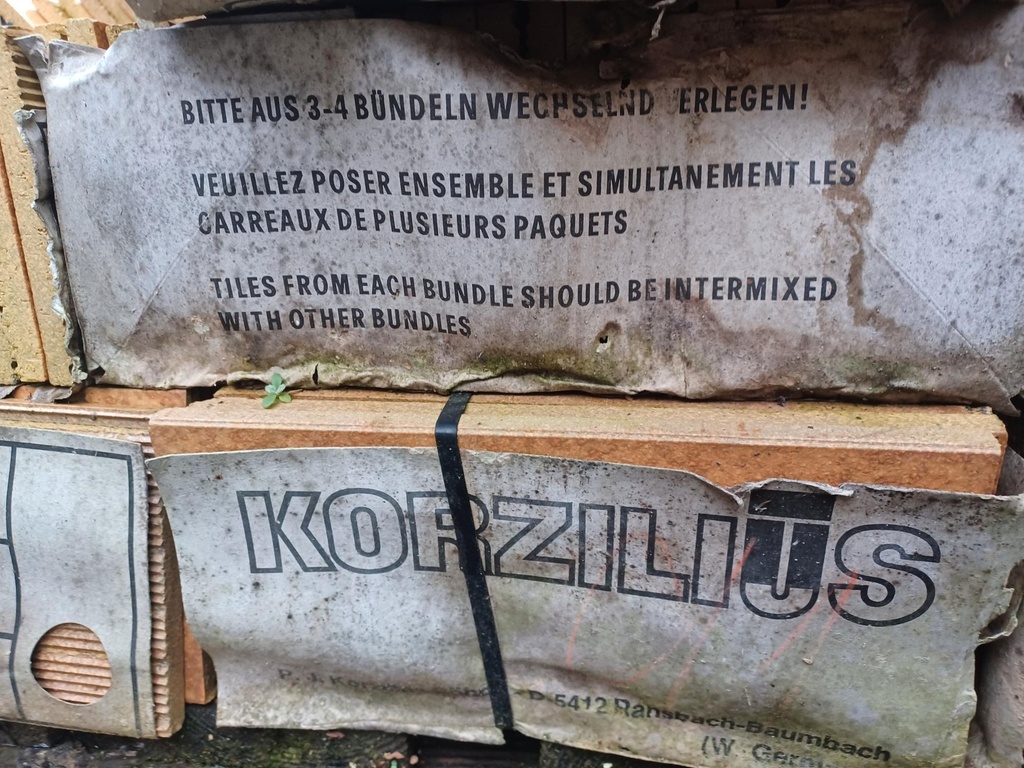 BITTE AUS 3-4 BÜNDELN WECHSELND ERLEGEN!
VEUILLEZ POSER ENSEMBLE ET SIMULTANEMENT LES
CARREAUX DE PLUSIEURS PAQUETS
TILES FROM EACH BUNDLE SHOULD BE INTERMIXED
WITH OTHER BUNDLES
KORZILIUS
P. J. D-5412 Ransbach-Baumbach
(W.